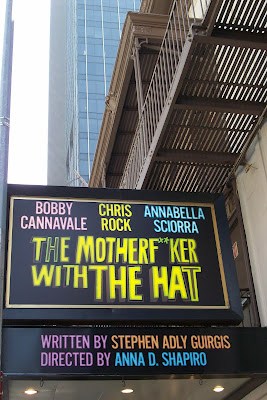 BOBBY CANNAVALE
CHRIS ROCK
ANNABELLA SCIORRA
THE MOTHERF**KER
WITH THE HAT
WRITTEN BY STEPHEN ADLY GUIRGIS
DIRECTED BY ANNA D. SHAPIRO